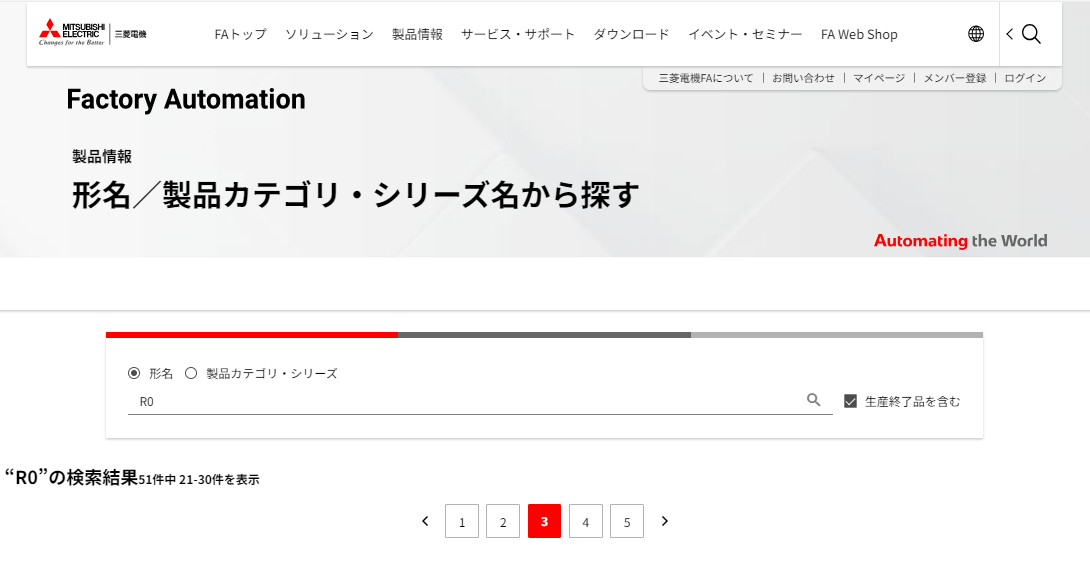 MITSUBISHI ELECTRIC 三菱電機
Changes for the Better
FAトップ ソリューション 製品情報 サービス・サポート ダウンロード イベント・セミナー FA Web Shop
三菱電機FAについて | お問い合わせ | マイページ | メンバー登録 | ログイン
Factory Automation
製品情報
形名／製品カテゴリ・シリーズ名から探す
Automating the World
形名 製品カテゴリ・シリーズ
R0
生産終了品を含む
“R0”の検索結果51件中 21-30件を表示
1 2 3 4 5